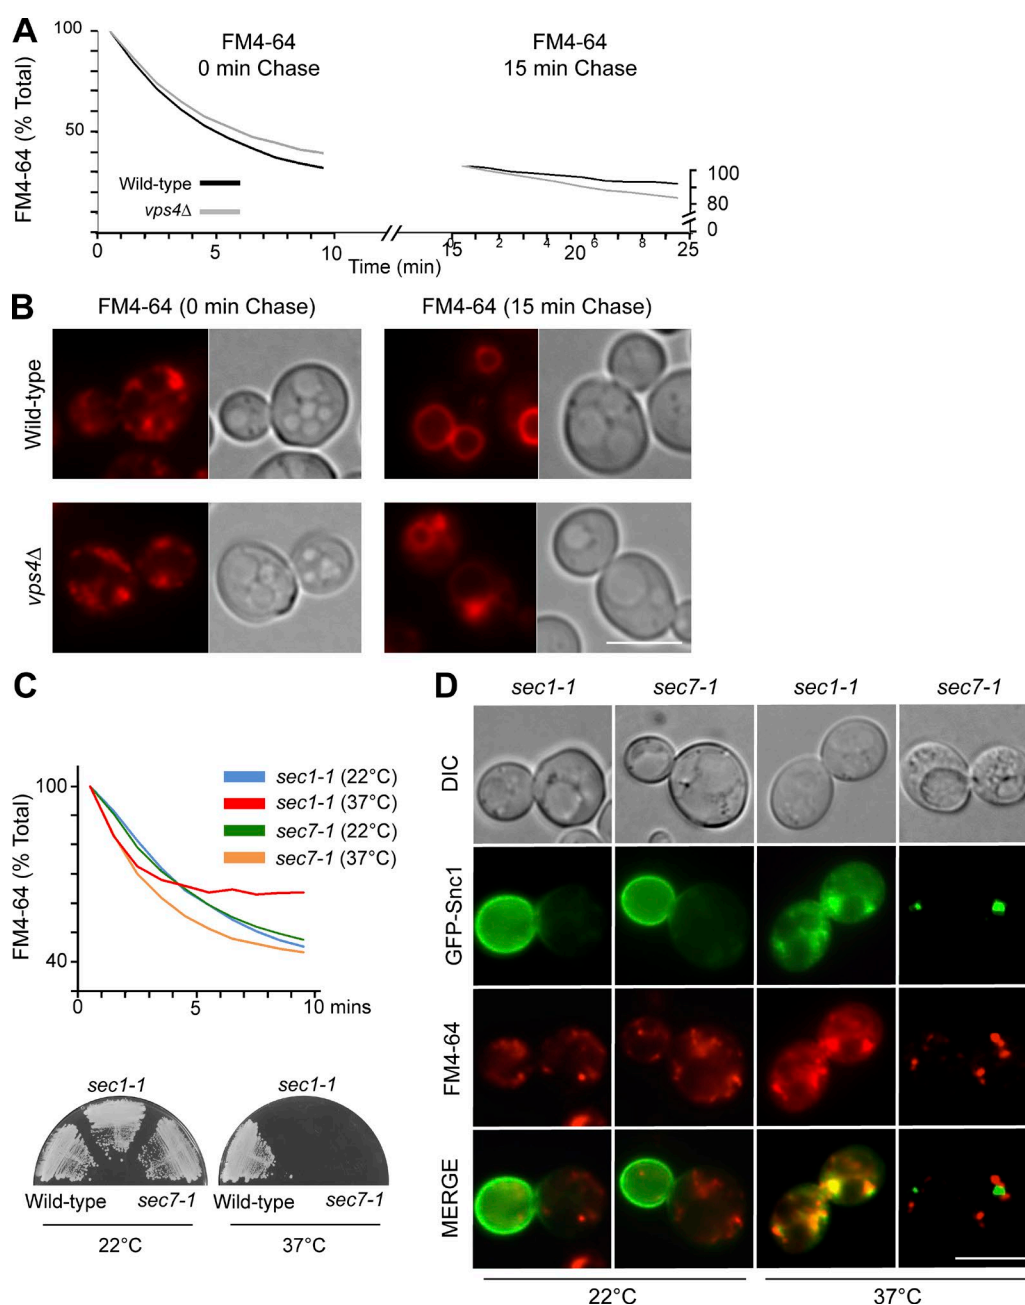 A
FM4-64
0 min Chase
FM4-64
15 min Chase
FM4-64 (% Total)
100
50
Wild-type
vps4Δ
100
80
0
0
5
10
15
20
25
0
2
4
6
8
Time (min)
B
FM4-64 (0 min Chase)
FM4-64 (15 min Chase)
Wild-type
vps4Δ
C
FM4-64 (% Total)
100
40
sec1-1 (22°C)
sec1-1 (37°C)
sec7-1 (22°C)
sec7-1 (37°C)
0
5
10 mins
sec1-1
sec1-1
Wild-type
sec7-1
Wild-type
sec7-1
22°C
37°C
D
sec1-1
sec7-1
sec1-1
sec7-1
DIC
GFP-Snc1
FM4-64
MERGE
22°C
37°C